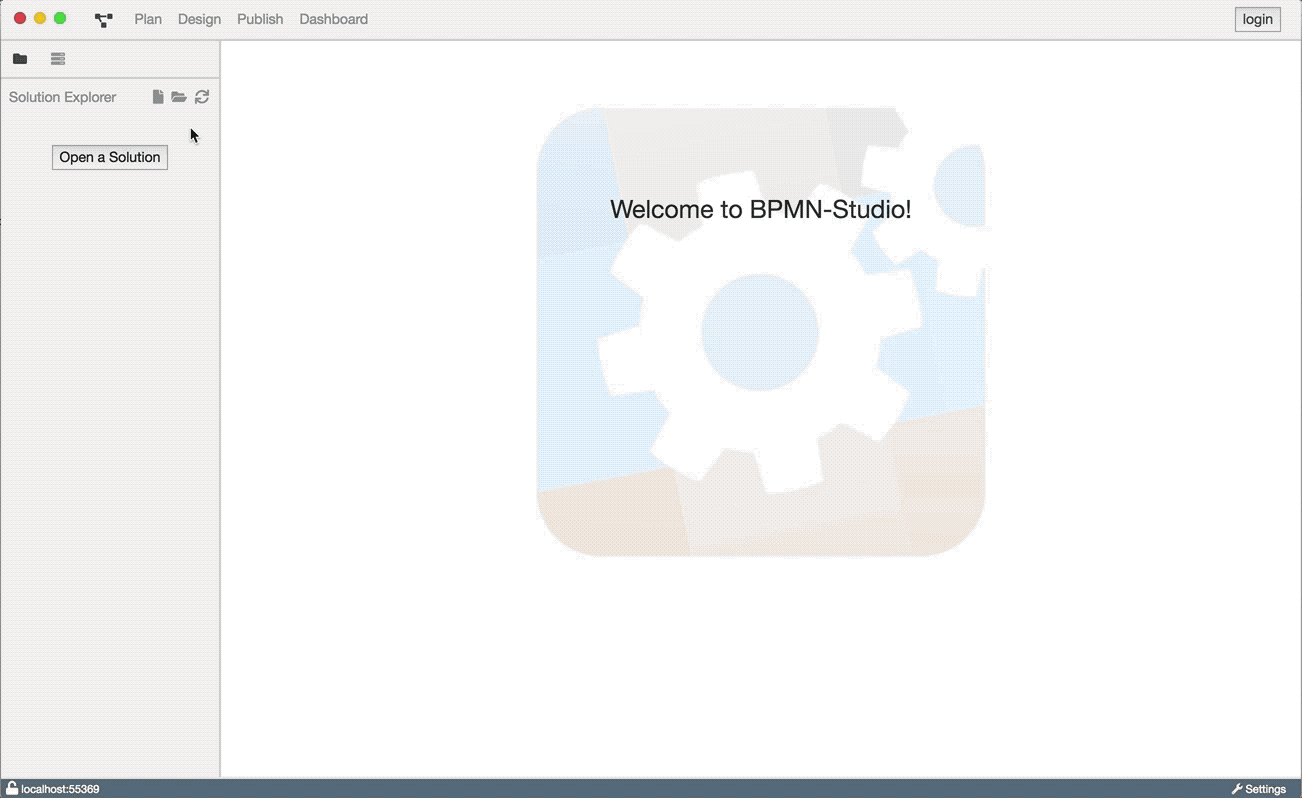 Plan Design Publish Dashboard login
Solution Explorer
Open a Solution
Welcome to BPMN-Studio!
localhost:55369 Settings